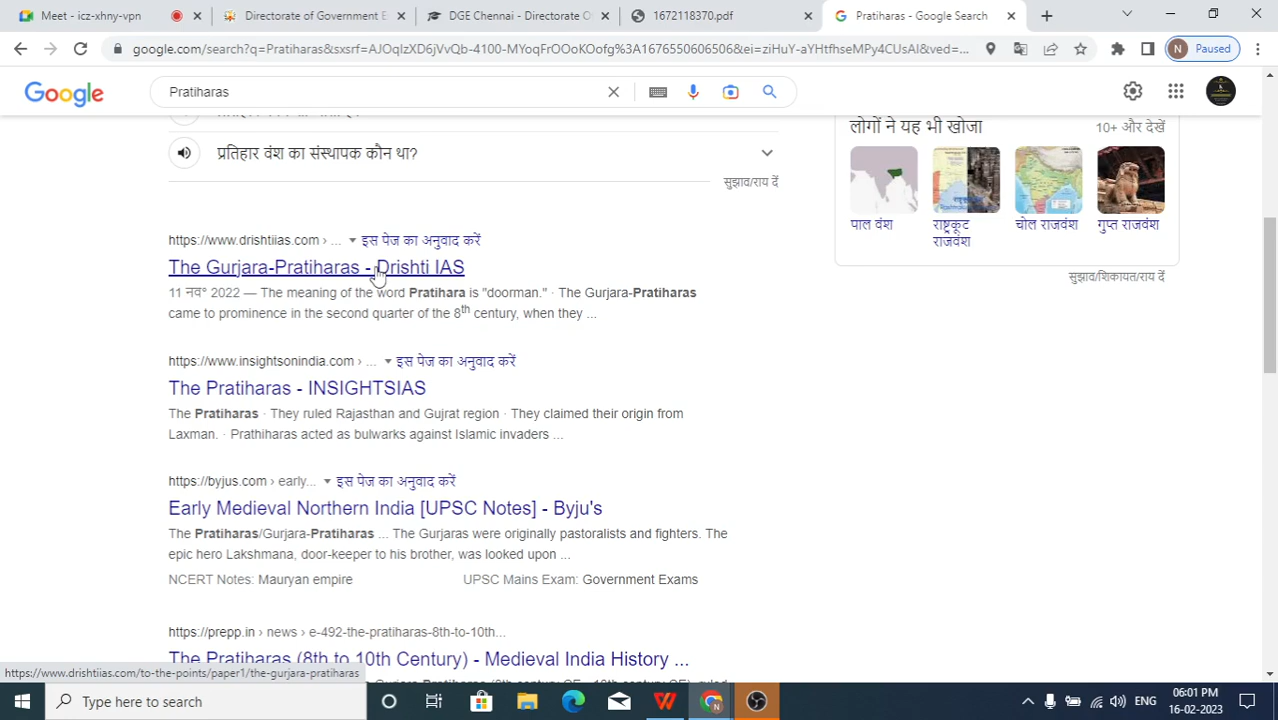 Meet - icz-xhny-vpn
Directorate of Government E
DGE Chennai - Directorate O
1672118370.pdf
Pratiharas - Google Search
google.com/search?q=Pratiharas&sxsrf=AJOqlzXD6jVvQb-4100-MYoqFrOOoKOofg%3A1676550606506&ei=ziHuY-aYHtfhseMPy4CUsAI&ved=...
N Paused
Google
Pratiharas
प्रतिहार वंश का संस्थापक कौन था?
सुझाव/राय दें
लोगों ने यह भी खोजा
10+ और देखें
पाल वंश
राष्ट्रकूट राजवंश
चोल राजवंश
गुप्त राजवंश
सुझाव/शिकायत/राय दें
https://www.drishtiias.com › ... इस पेज का अनुवाद करें
The Gurjara-Pratiharas - Drishti IAS
11 नव॰ 2022 — The meaning of the word Pratihara is "doorman." · The Gurjara-Pratiharas
came to prominence in the second quarter of the 8th century, when they ...
https://www.insightsonindia.com › ... इस पेज का अनुवाद करें
The Pratiharas - INSIGHTSIAS
The Pratiharas · They ruled Rajasthan and Gujrat region · They claimed their origin from
Laxman. · Prathiharas acted as bulwarks against Islamic invaders ...
https://byjus.com › early... इस पेज का अनुवाद करें
Early Medieval Northern India [UPSC Notes] - Byju's
The Pratiharas/Gurjara-Pratiharas ... The Gurjaras were originally pastoralists and fighters. The
epic hero Lakshmana, door-keeper to his brother, was looked upon ...
NCERT Notes: Mauryan empire
UPSC Mains Exam: Government Exams
https://prepp.in › news › e-492-the-pratiharas-8th-to-10th...
The Pratiharas (8th to 10th Century) - Medieval India History ...
https://www.drishtiias.com/to-the-points/paper1/the-gurjara-pratiharas
Type here to search
ENG
06:01 PM
16-02-2023